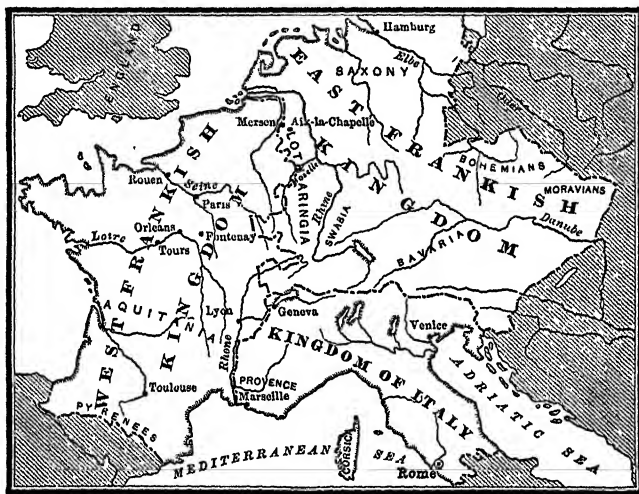 Hamburg
ENGLAND
Elbe
SAXONY
Oder
EAST FRANKISH KINGDOM
Mersen
Aix-la-Chapelle
LOTHARINGIA
Moselle
BOHEMIANS
MORAVIANS
Rouen
Seine
Paris
Rhine
SWABIA
Danube
WEST FRANKISH KINGDOM
Orleans
Fontenay
Loire
Tours
BAVARIA
AQUITANIA
Lyon
Geneva
Venice
Rhone
KINGDOM OF ITALY
PROVENCE
Toulouse
Marseille
PYRENEES
ADRIATIC SEA
MEDITERRANEAN SEA
CORSICA
Rome